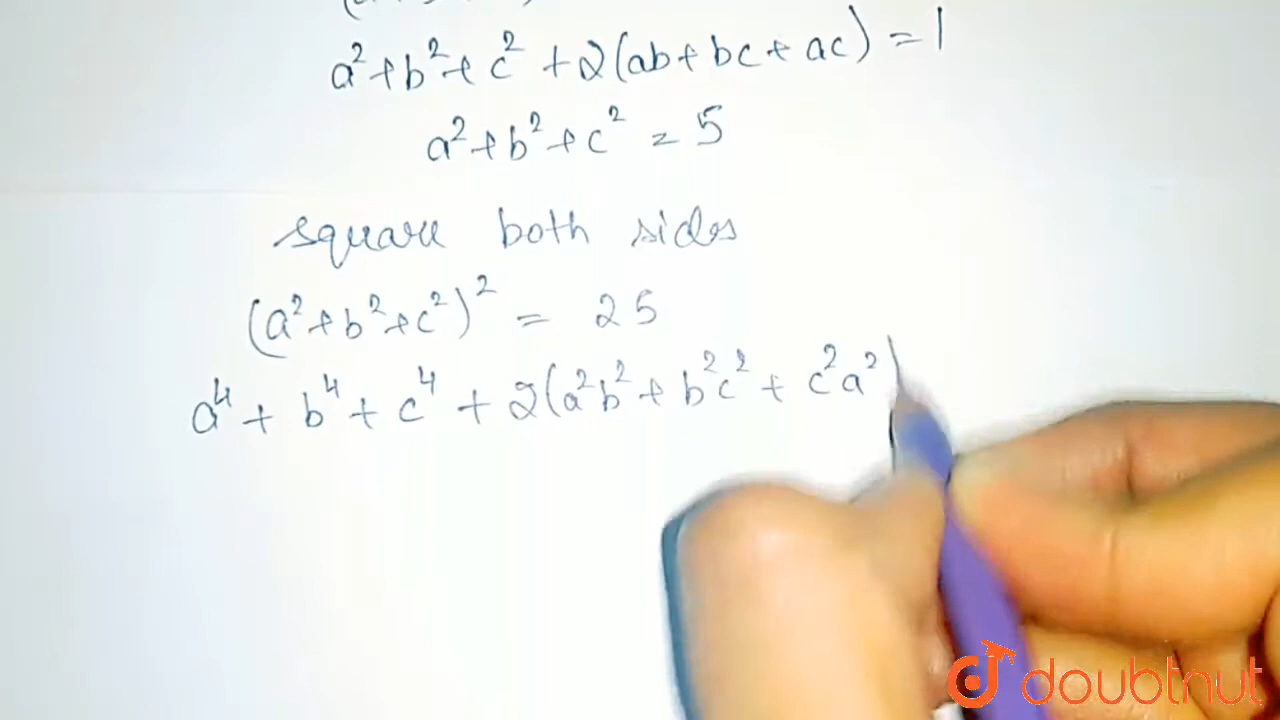 a²+b²+c²+2(ab+bc+ac)=1
a²+b²+c²=5
square both sides
(a²+b²+c²)²=25
a⁴+b⁴+c⁴+2(a²b²+b²c²+c²a²)
doubtnut